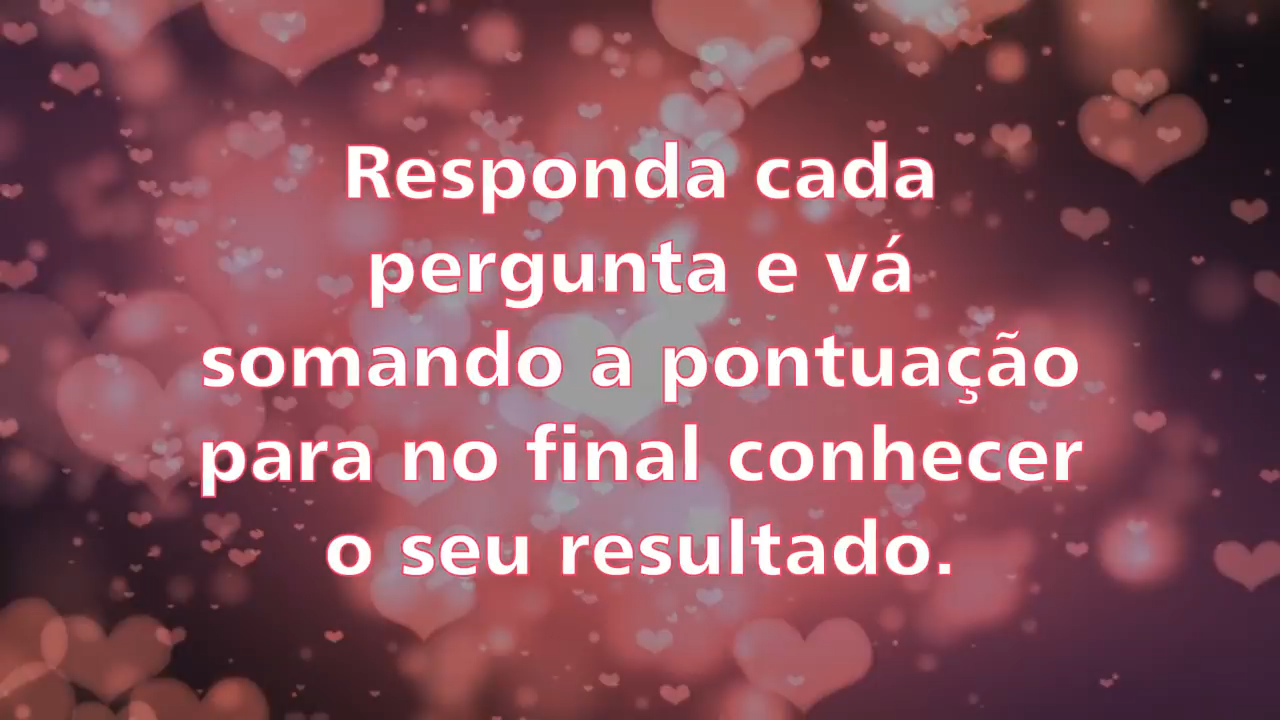 Responda cada
pergunta e vá
somando a pontuação
para no final conhecer
o seu resultado.